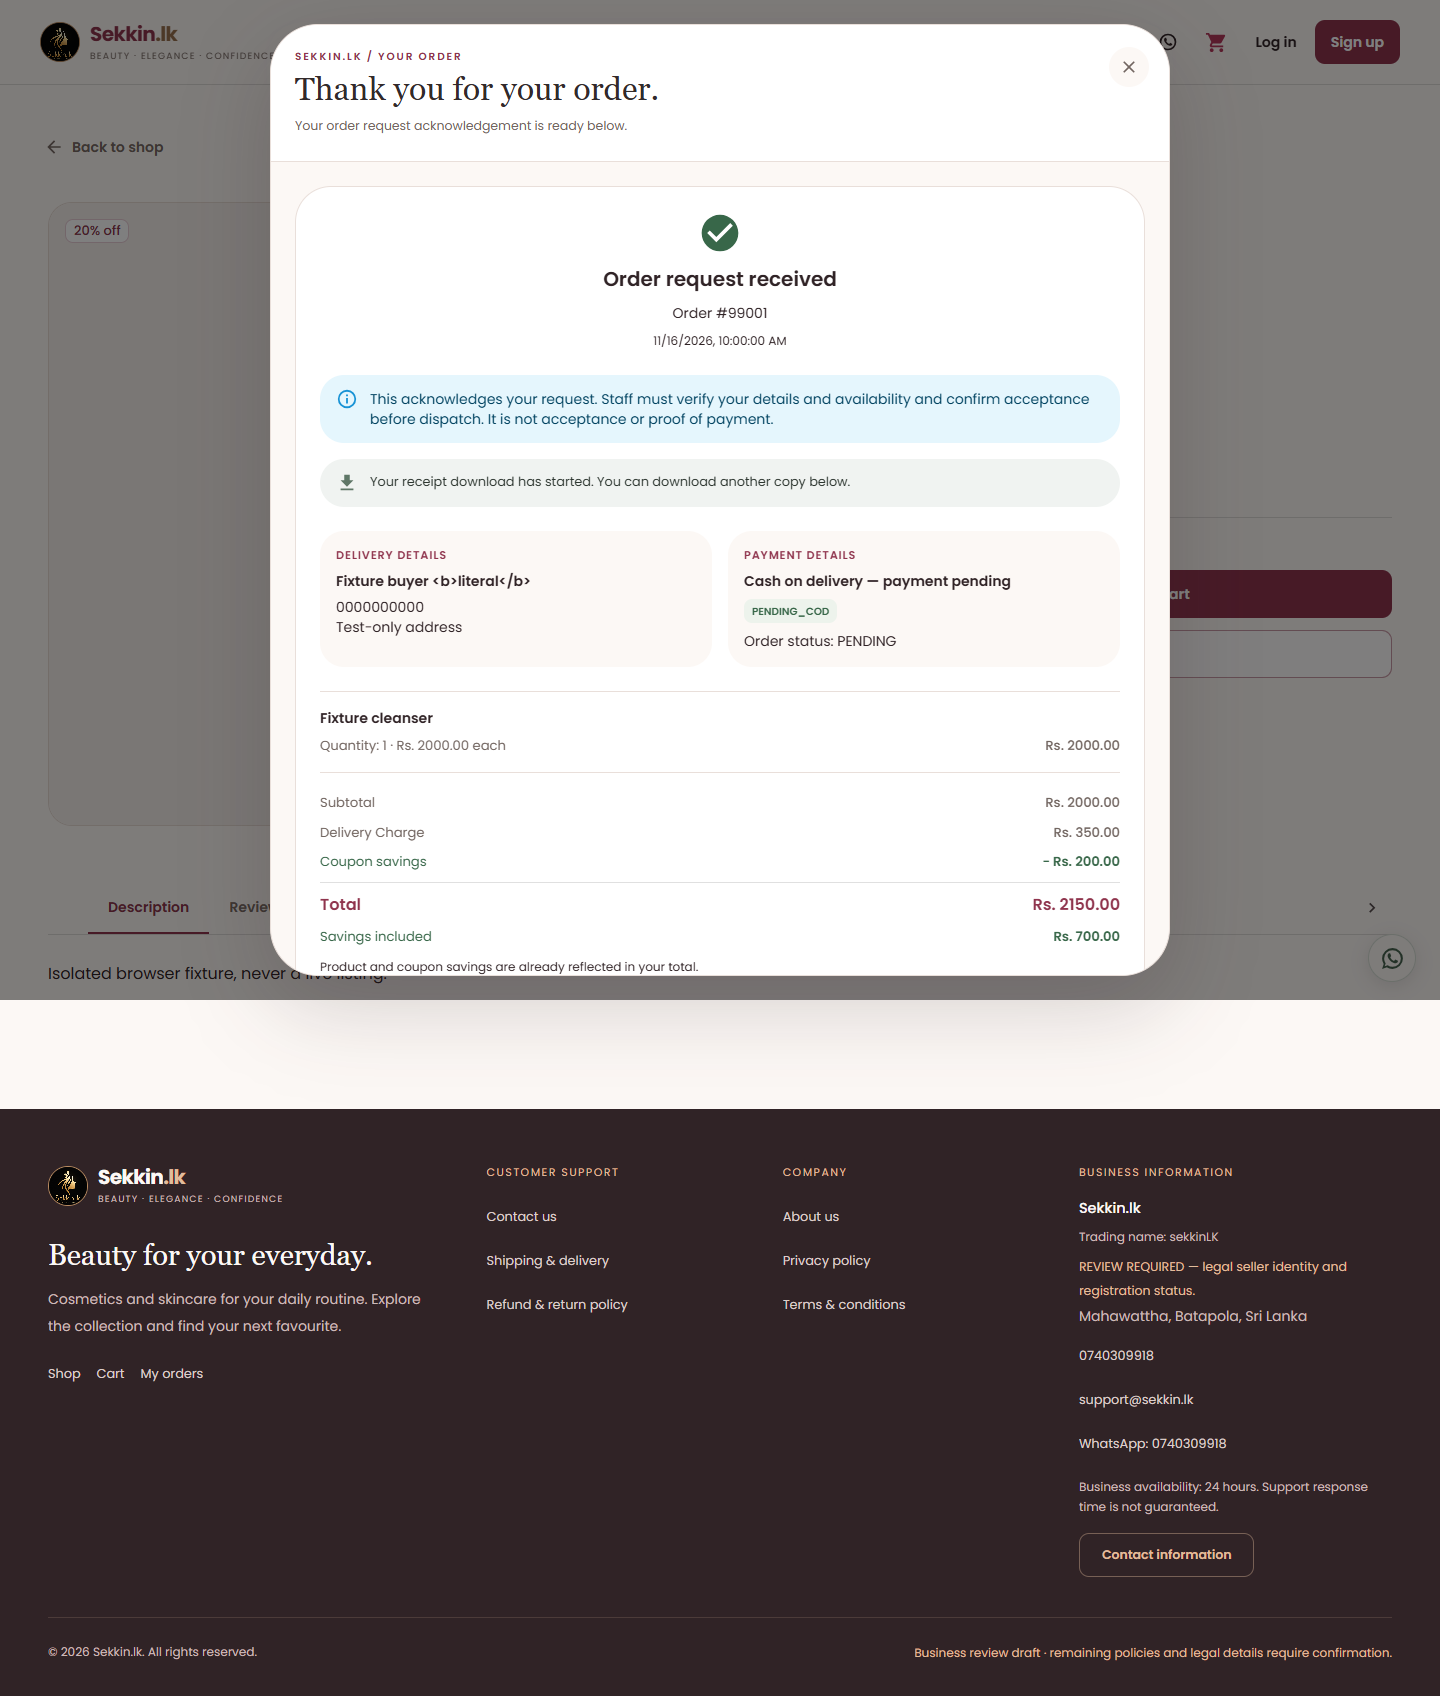 Sekkin.lk
BEAUTY · ELEGANCE · CONFIDENCE
Log in
Sign up
Back to shop
20% off
SEKKIN.LK / YOUR ORDER
Thank you for your order.
Your order request acknowledgement is ready below.
Order request received
Order #99001
11/16/2026, 10:00:00 AM
This acknowledges your request. Staff must verify your details and availability and confirm acceptance
before dispatch. It is not acceptance or proof of payment.
Your receipt download has started. You can download another copy below.
DELIVERY DETAILS
Fixture buyer <b>literal</b>
0000000000
Test-only address
PAYMENT DETAILS
Cash on delivery — payment pending
PENDING_COD
Order status: PENDING
Fixture cleanser
Quantity: 1 · Rs. 2000.00 each
Rs. 2000.00
Subtotal
Rs. 2000.00
Delivery Charge
Rs. 350.00
Coupon savings
- Rs. 200.00
Total
Rs. 2150.00
Savings included
Rs. 700.00
Product and coupon savings are already reflected in your total.
art
Description
Isolated browser fixture, never a live listing.
Sekkin.lk
BEAUTY · ELEGANCE · CONFIDENCE
Beauty for your everyday.
Cosmetics and skincare for your daily routine. Explore
the collection and find your next favourite.
Shop
Cart
My orders
CUSTOMER SUPPORT
Contact us
Shipping & delivery
Refund & return policy
COMPANY
About us
Privacy policy
Terms & conditions
BUSINESS INFORMATION
Sekkin.lk
Trading name: sekkinLK
REVIEW REQUIRED — legal seller identity and
registration status.
Mahawattha, Batapola, Sri Lanka
0740309918
support@sekkin.lk
WhatsApp: 0740309918
Business availability: 24 hours. Support response
time is not guaranteed.
Contact information
© 2026 Sekkin.lk. All rights reserved.
Business review draft · remaining policies and legal details require confirmation.